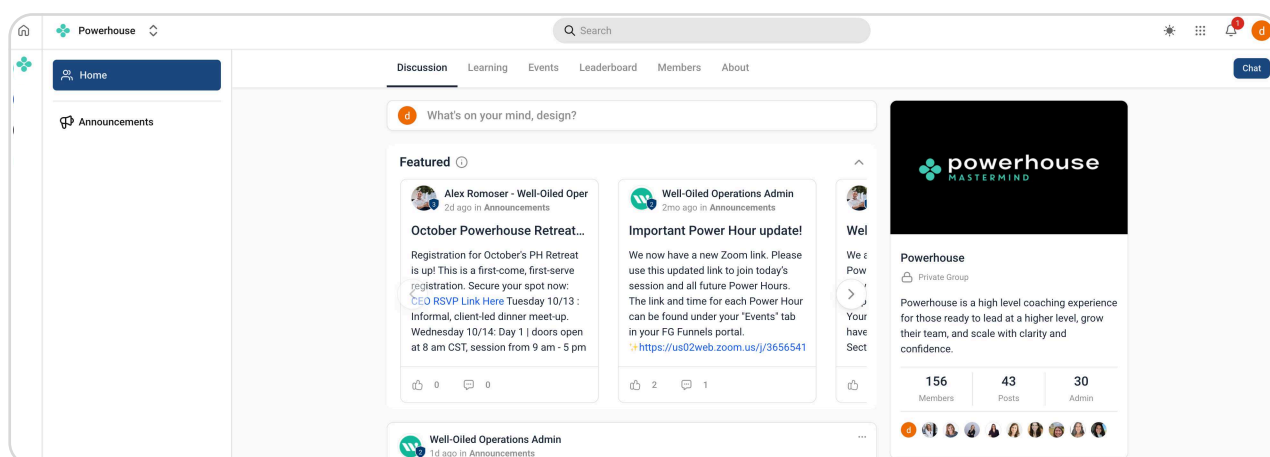 Powerhouse
Search
1
d
Home
Announcements
Discussion
Learning
Events
Leaderboard
Members
About
Chat
d
What's on your mind, design?
Featured
Alex Romoser - Well-Oiled Oper
2d ago in Announcements
October Powerhouse Retreat...
Registration for October's PH Retreat
is up! This is a first-come, first-serve
registration. Secure your spot now:
CEO RSVP Link Here Tuesday 10/13 :
Informal, client-led dinner meet-up.
Wednesday 10/14: Day 1 | doors open
at 8 am CST, session from 9 am - 5 pm
0
0
Well-Oiled Operations Admin
2mo ago in Announcements
Important Power Hour update!
We now have a new Zoom link. Please
use this updated link to join today's
session and all future Power Hours.
The link and time for each Power Hour
can be found under your "Events" tab
in your FG Funnels portal.
✨https://us02web.zoom.us/j/3656541
2
1
Wel
We a
Pow
Your
have
Sect
powerhouse
MASTERMIND
Powerhouse
Private Group
Powerhouse is a high level coaching experience
for those ready to lead at a higher level, grow
their team, and scale with clarity and
confidence.
156
Members
43
Posts
30
Admin
d
Well-Oiled Operations Admin
1d ago in Announcements